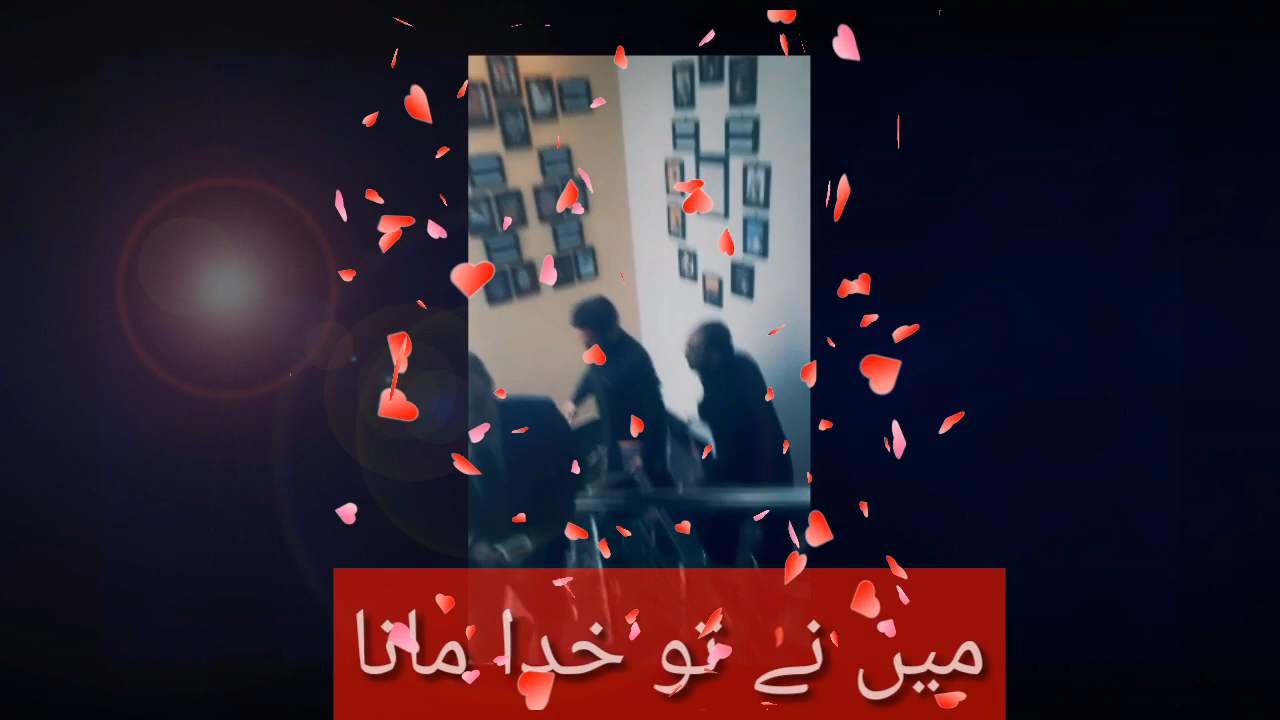 میں نے تو خدا مانا